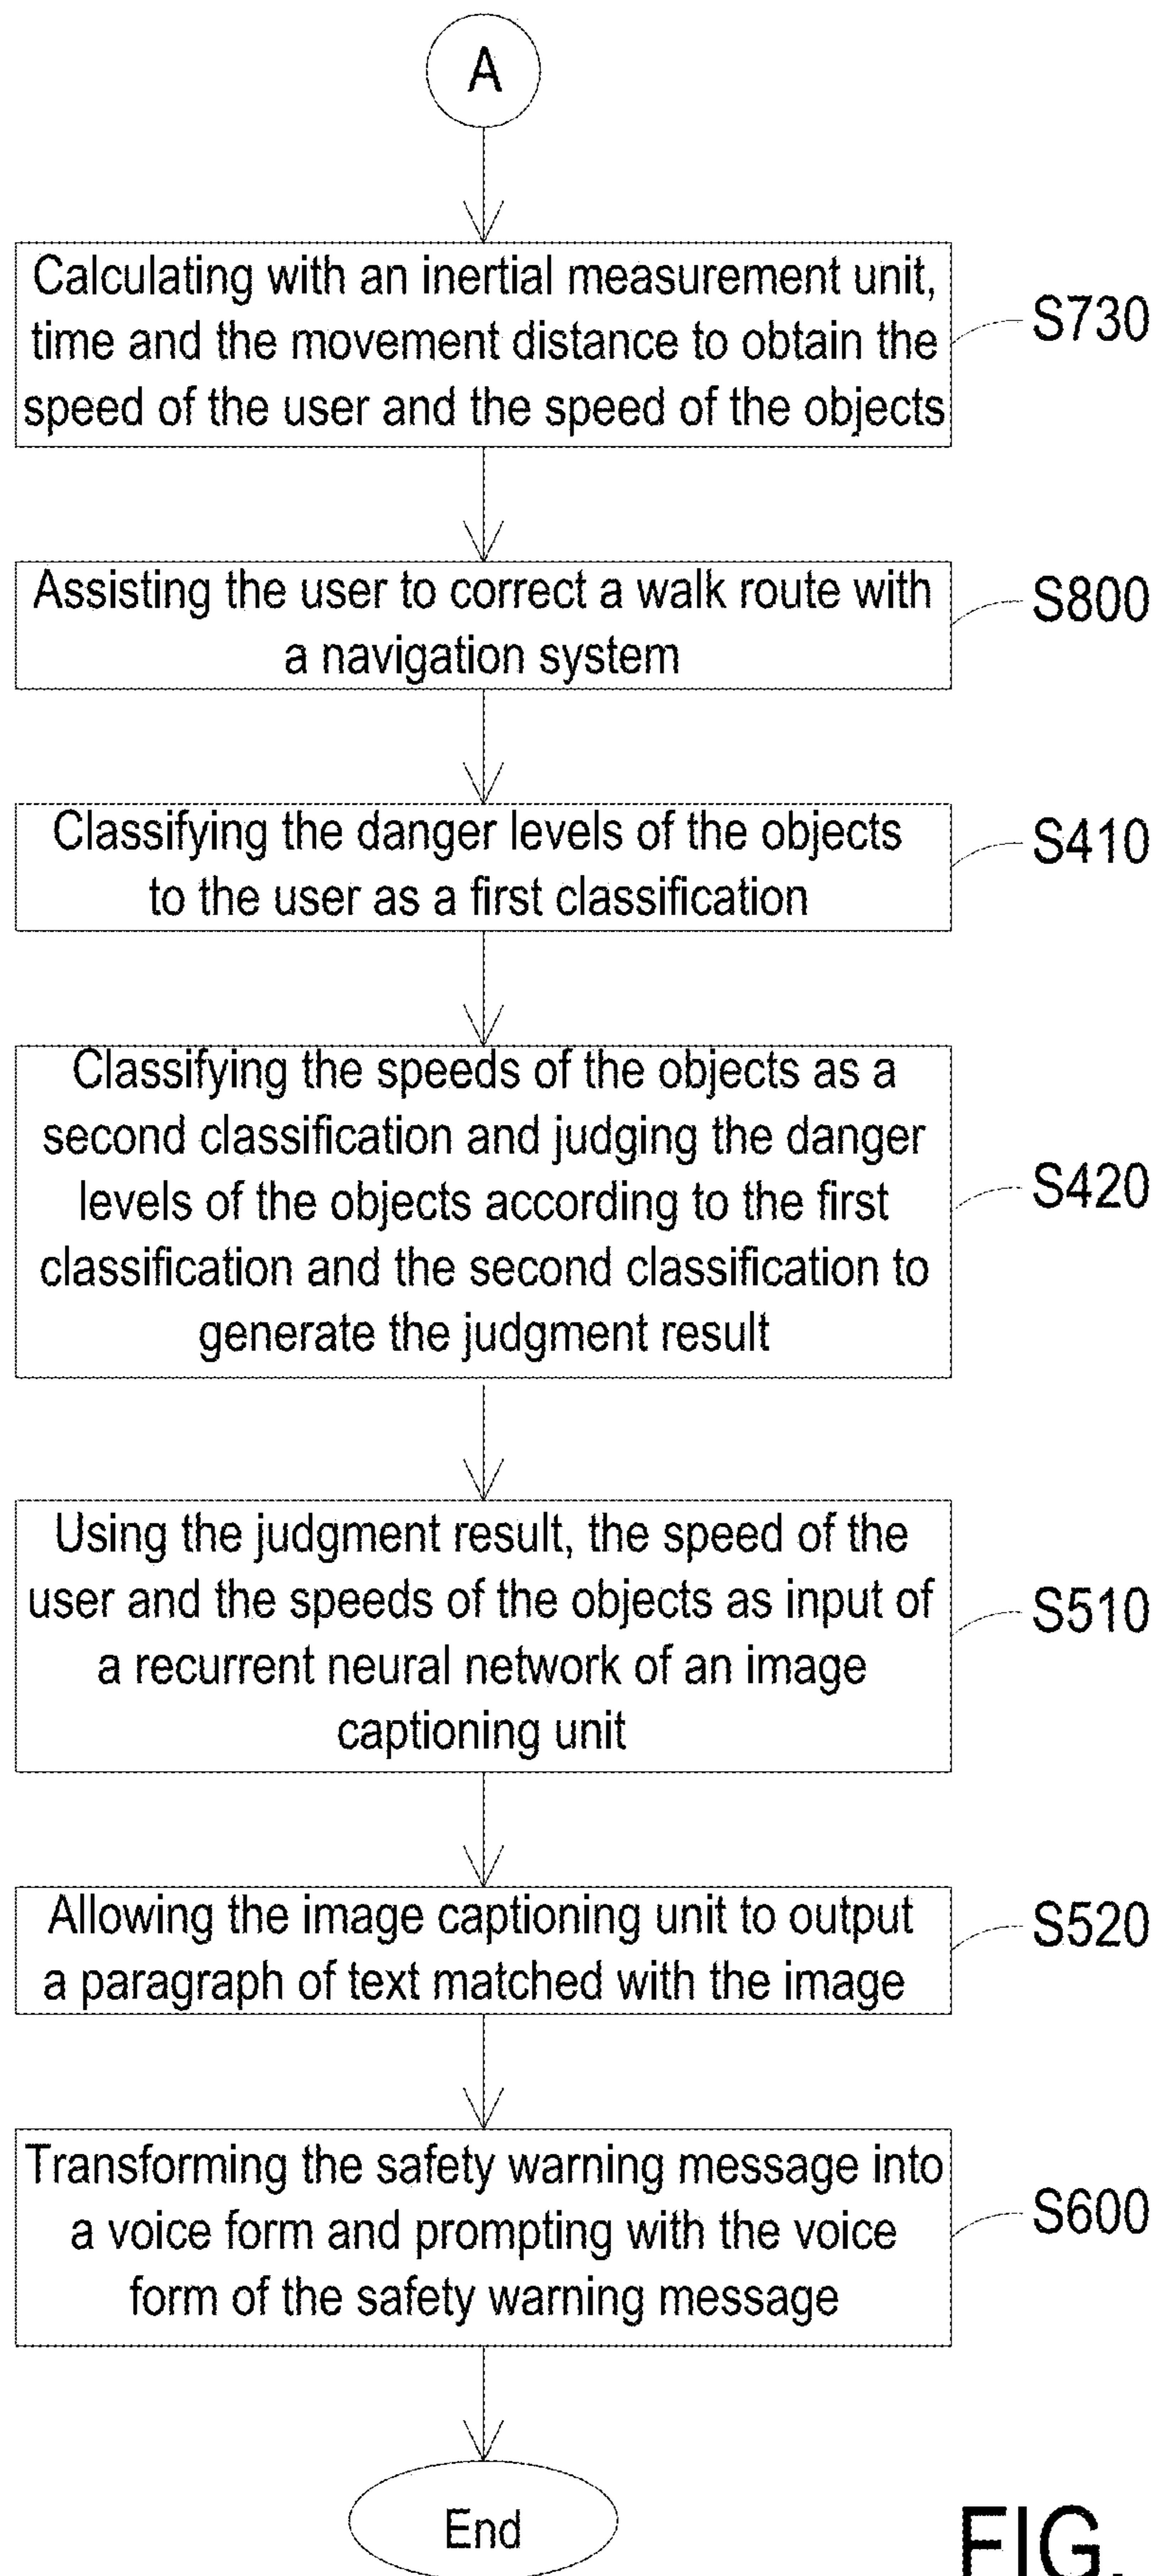 A
Calculating with an inertial measurement unit,
time and the movement distance to obtain the
speed of the user and the speed of the objects
S730
Assisting the user to correct a walk route with
a navigation system
S800
Classifying the danger levels of the objects
to the user as a first classification
S410
Classifying the speeds of the objects as a
second classification and judging the danger
levels of the objects according to the first
classification and the second classification to
generate the judgment result
S420
Using the judgment result, the speed of the
user and the speeds of the objects as input of
a recurrent neural network of an image
captioning unit
S510
Allowing the image captioning unit to output
a paragraph of text matched with the image
S520
Transforming the safety warning message into
a voice form and prompting with the voice
form of the safety warning message
S600
End
FIG.